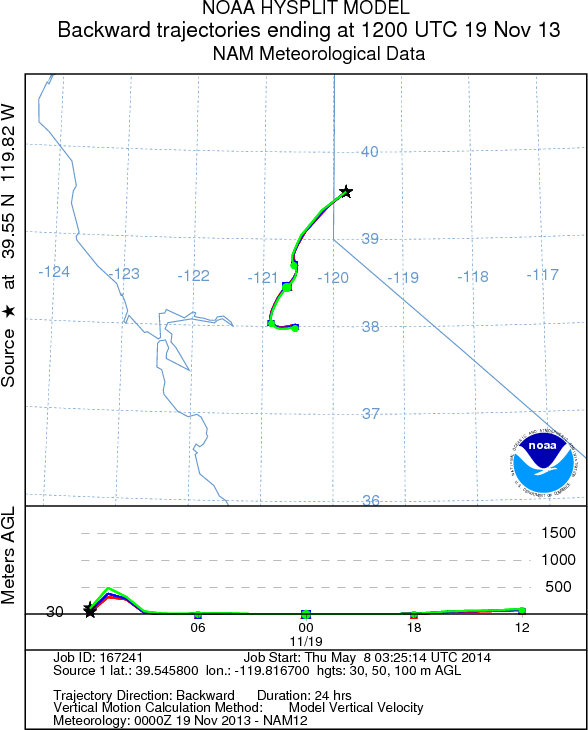 NOAA HYSPLIT MODEL
Backward trajectories ending at 1200 UTC 19 Nov 13
NAM Meteorological Data
Source ★ at 39.55 N 119.82 W
40
39
-124 -123 -122 -121 -120 -119 -118 -117
38
37
36
noaa
Meters AGL
1500
1000
500
30
06 00 18 12
11/19
Job ID: 167241 Job Start: Thu May 8 03:25:14 UTC 2014
Source 1 lat.: 39.545800 lon.: -119.816700 hgts: 30, 50, 100 m AGL
Trajectory Direction: Backward Duration: 24 hrs
Vertical Motion Calculation Method: Model Vertical Velocity
Meteorology: 0000Z 19 Nov 2013 - NAM12